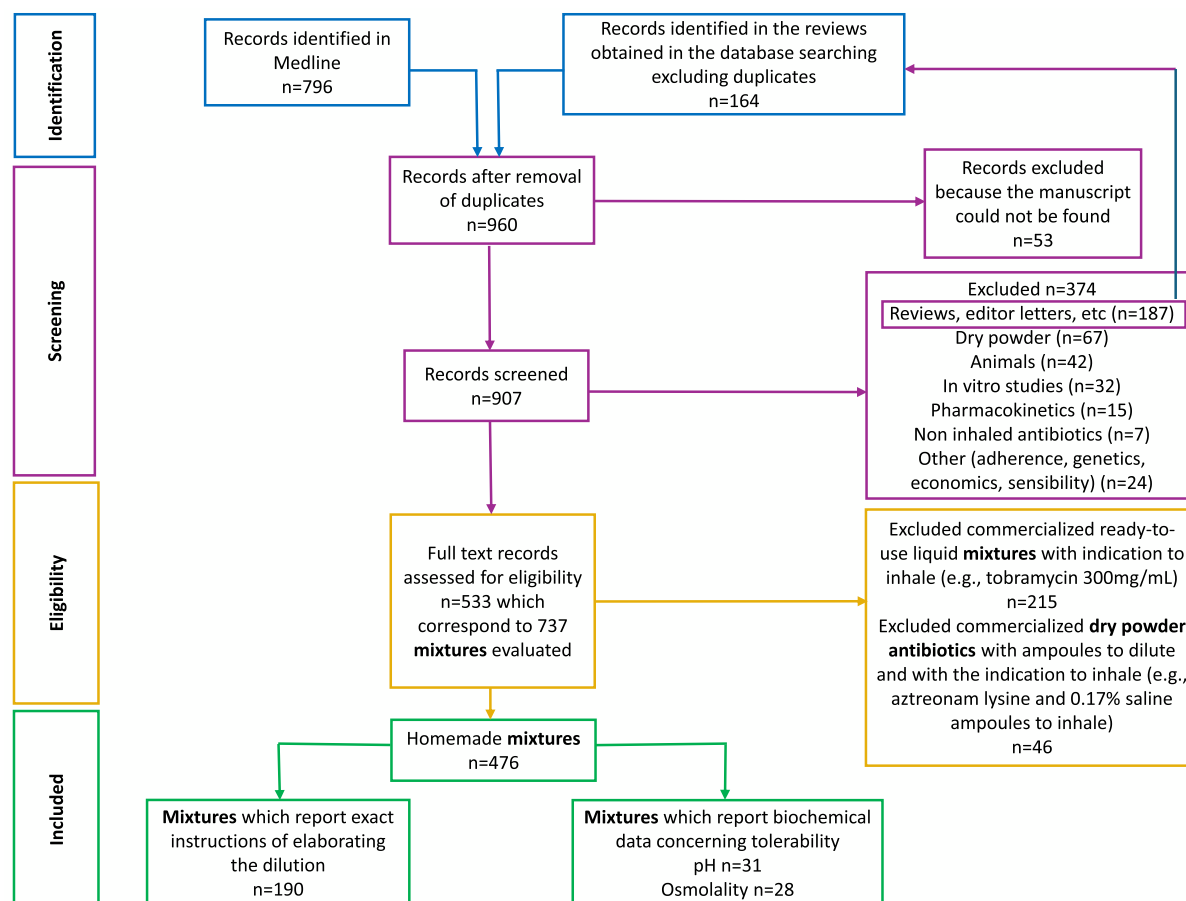 Identification
Records identified in
Medline
n=796
Records identified in the reviews
obtained in the database searching
excluding duplicates
n=164
Screening
Records after removal
of duplicates
n=960
Records excluded
because the manuscript
could not be found
n=53
Records screened
n=907
Excluded n=374
Reviews, editor letters, etc (n=187)
Dry powder (n=67)
Animals (n=42)
In vitro studies (n=32)
Pharmacokinetics (n=15)
Non inhaled antibiotics (n=7)
Other (adherence, genetics,
economics, sensibility) (n=24)
Eligibility
Full text records
assessed for eligibility
n=533 which
correspond to 737
mixtures evaluated
Excluded commercialized ready-to-
use liquid mixtures with indication to
inhale (e.g., tobramycin 300mg/mL)
n=215
Excluded commercialized dry powder
antibiotics with ampoules to dilute
and with the indication to inhale (e.g.,
aztreonam lysine and 0.17% saline
ampoules to inhale)
n=46
Included
Homemade mixtures
n=476
Mixtures which report exact
instructions of elaborating
the dilution
n=190
Mixtures which report biochemical
data concerning tolerability
pH n=31
Osmolality n=28